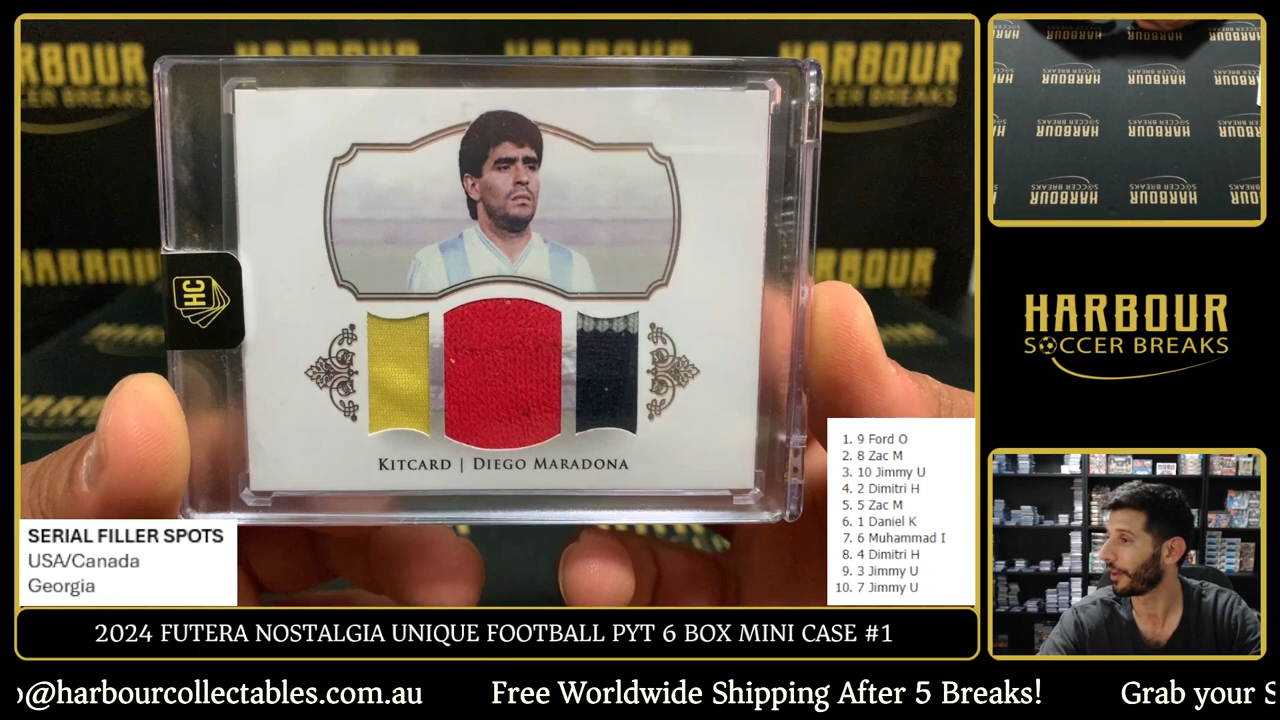 HARBOUR
SOCCER BREAKS
HC
KITCARD | DIEGO MARADONA
1. 9 Ford O
2. 8 Zac M
3. 10 Jimmy U
4. 2 Dimitri H
5. 5 Zac M
6. 1 Daniel K
7. 6 Muhammad I
8. 4 Dimitri H
9. 3 Jimmy U
10. 7 Jimmy U
SERIAL FILLER SPOTS
USA/Canada
Georgia
2024 FUTERA NOSTALGIA UNIQUE FOOTBALL PYT 6 BOX MINI CASE #1
@harbourcollectables.com.au Free Worldwide Shipping After 5 Breaks! Grab your S